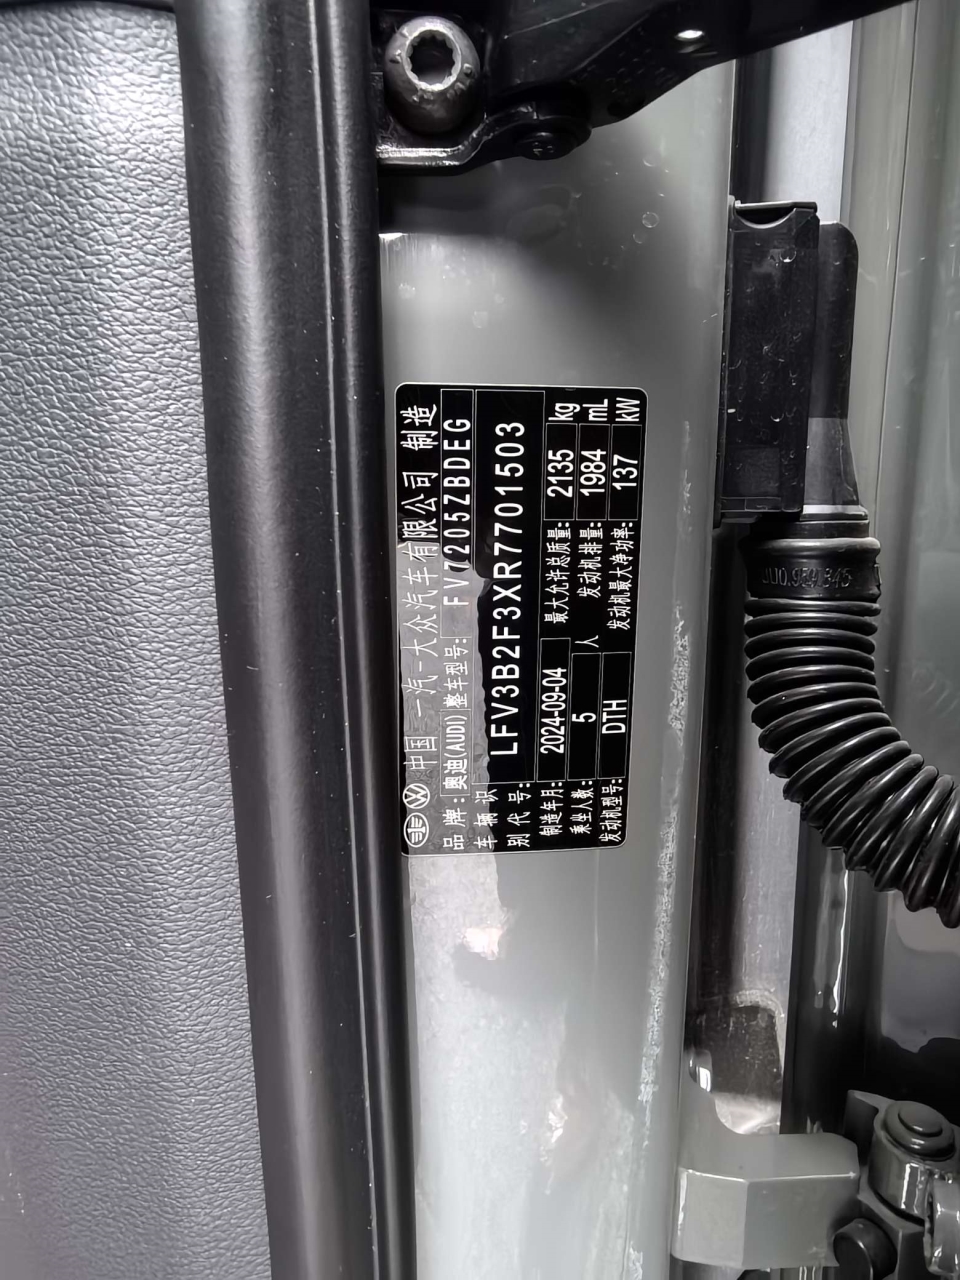 中国一汽-大众汽车有限公司 制造
品牌: 奥迪(AUDI) 整车型号: FV7205ZBDEG
车辆识别代号: LFV3B2F3XR7701503
制造年月: 2024-09-04 最大允许总质量: 2135 kg
乘坐人数: 5 人 发动机排量: 1984 mL
发动机型号: DTH 发动机最大净功率: 137 kW